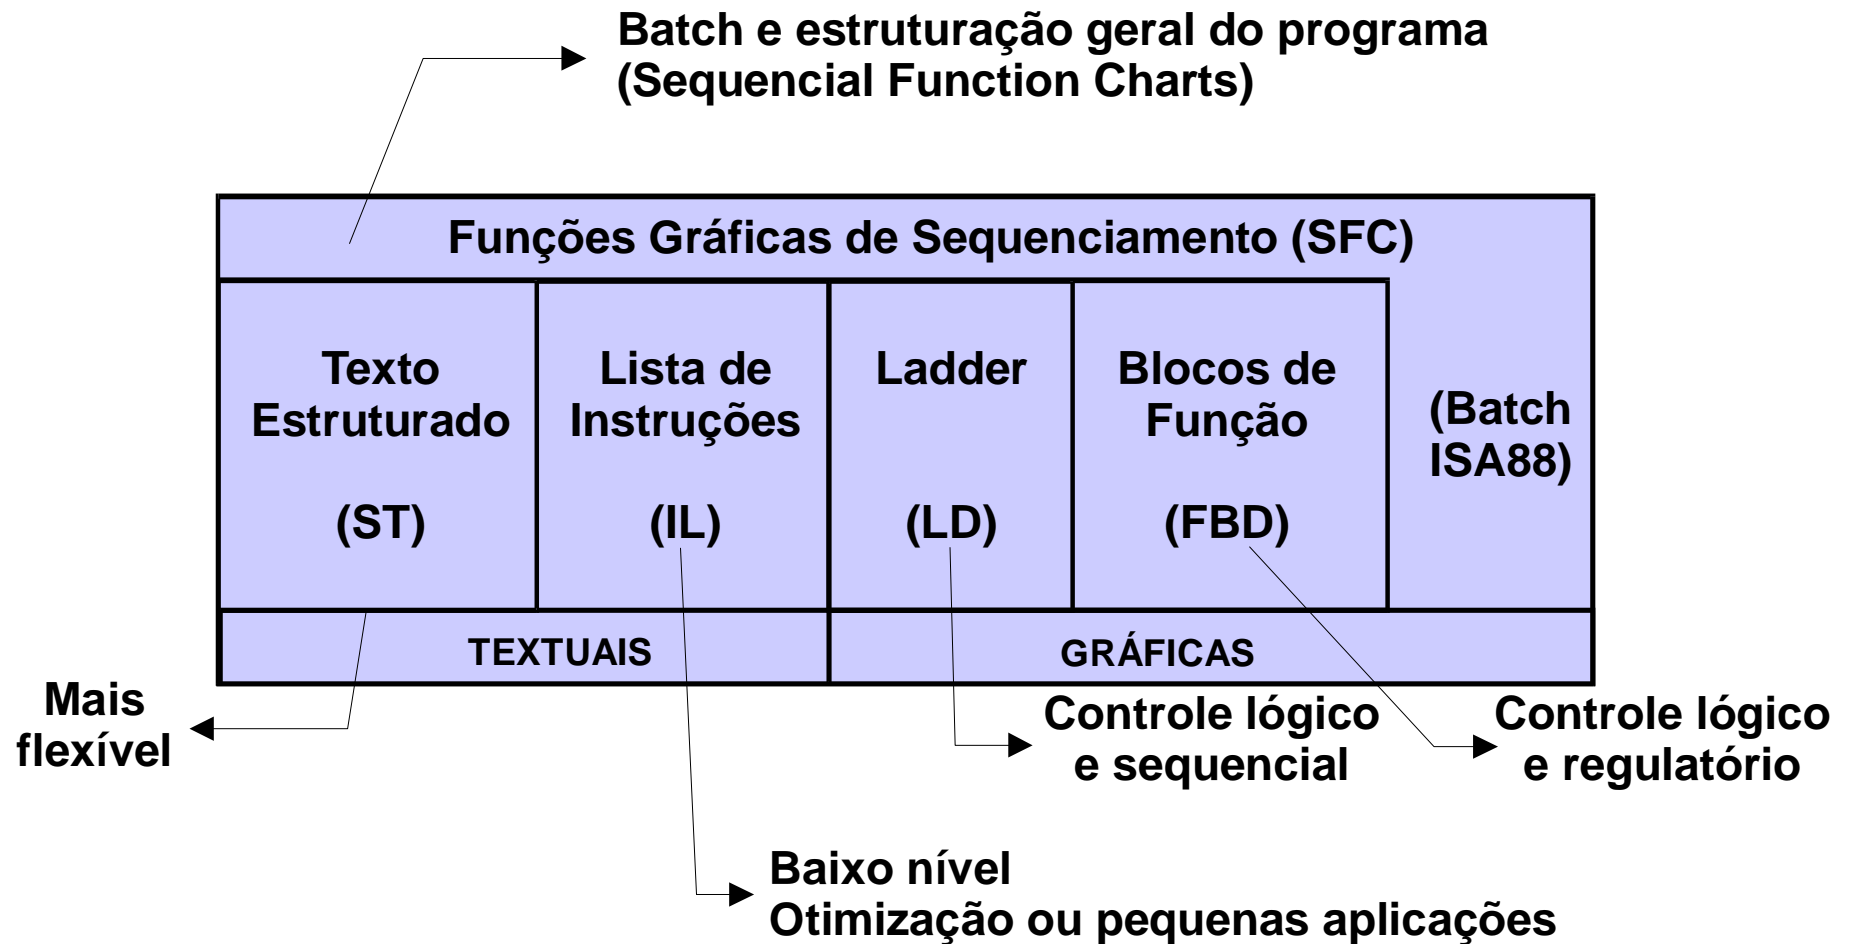 Batch e estruturação geral do programa
(Sequencial Function Charts)
Funções Gráficas de Sequenciamento (SFC)
Texto
Estruturado
(ST)
Lista de
Instruções
(IL)
Ladder
(LD)
Blocos de
Função
(FBD)
(Batch
ISA88)
TEXTUAIS
GRÁFICAS
Mais
flexível
Controle lógico
e sequencial
Controle lógico
e regulatório
Baixo nível
Otimização ou pequenas aplicações